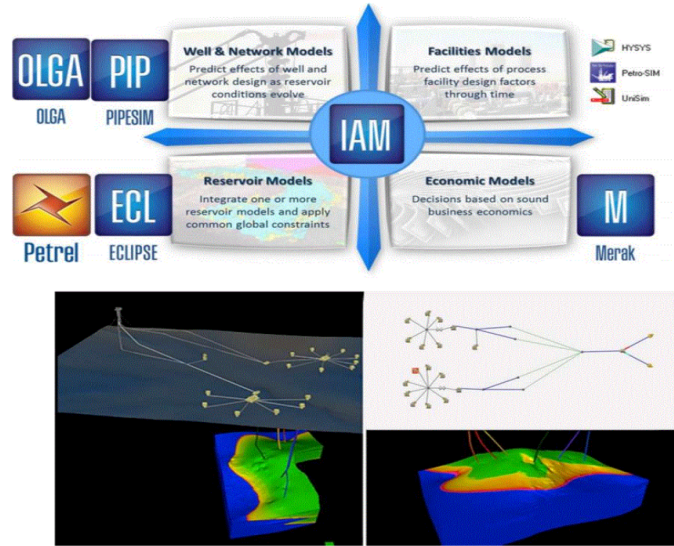 OLGA
OLGA
PIP
PIPESIM
Well & Network Models
Predict effects of well and
network design as reservoir
conditions evolve
Facilities Models
Predict effects of process
facility design factors
through time
HYSYS
Petro-SIM
UniSim
IAM
Petrel
ECL
ECLIPSE
Reservoir Models
Integrate one or more
reservoir models and apply
common global constraints
Economic Models
Decisions based on sound
business economics
M
Merak